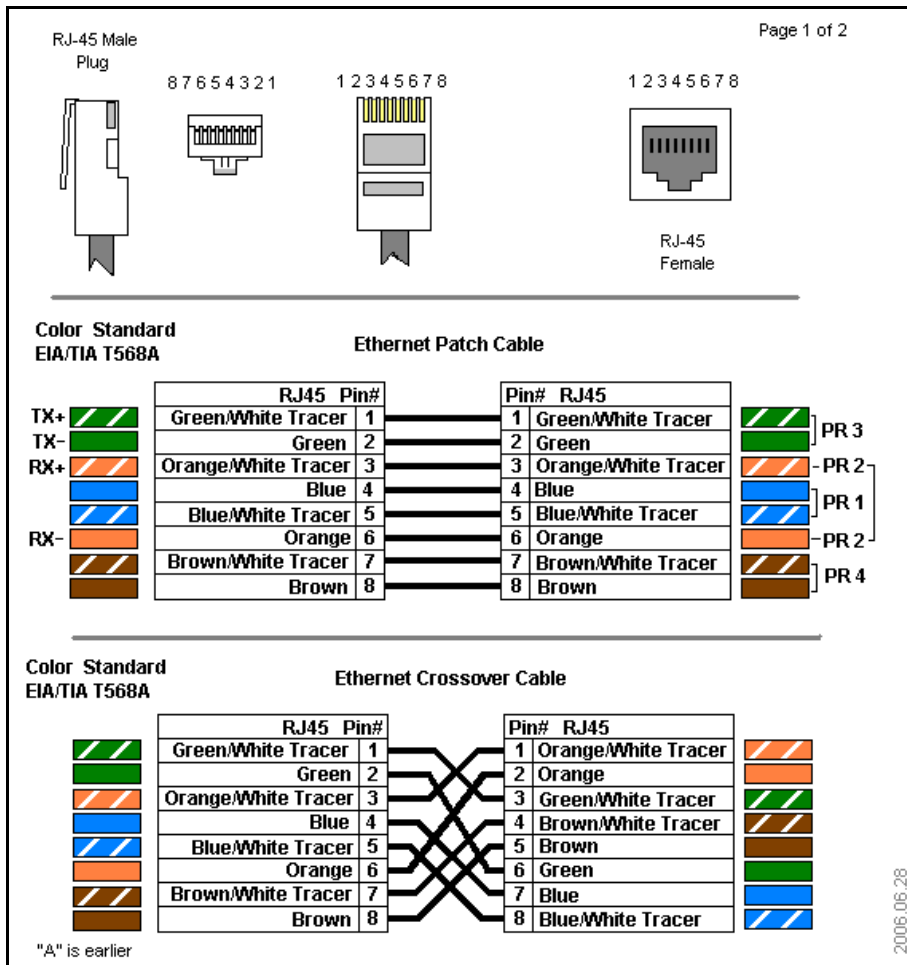 Page 1 of 2
RJ-45 Male
Plug
8 7 6 5 4 3 2 1
1 2 3 4 5 6 7 8
1 2 3 4 5 6 7 8
RJ-45
Female
Color Standard
EIA/TIA T568A
Ethernet Patch Cable
RJ45 Pin#
Pin# RJ45
TX+ Green/White Tracer 1 1 Green/White Tracer
TX- Green 2 2 Green
PR 3
RX+ Orange/White Tracer 3 3 Orange/White Tracer PR 2
Blue 4 4 Blue
Blue/White Tracer 5 5 Blue/White Tracer
PR 1
RX- Orange 6 6 Orange PR 2
Brown/White Tracer 7 7 Brown/White Tracer
Brown 8 8 Brown
PR 4
Color Standard
EIA/TIA T568A
Ethernet Crossover Cable
RJ45 Pin#
Pin# RJ45
Green/White Tracer 1 1 Orange/White Tracer
Green 2 2 Orange
Orange/White Tracer 3 3 Green/White Tracer
Blue 4 4 Brown/White Tracer
Blue/White Tracer 5 5 Brown
Orange 6 6 Green
Brown/White Tracer 7 7 Blue
Brown 8 8 Blue/White Tracer
"A" is earlier
2006.06.28